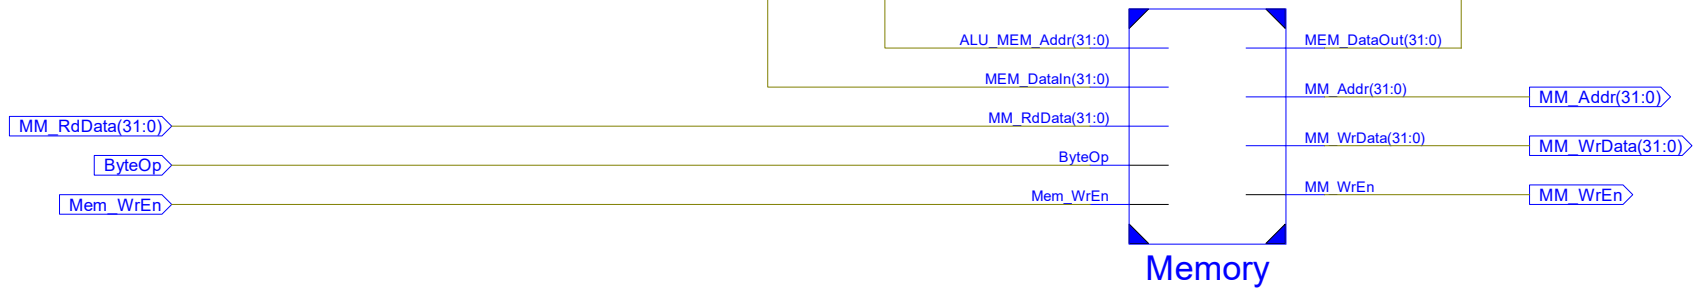 ALU_MEM_Addr(31:0)
MEM_DataOut(31:0)
MEM_DataIn(31:0)
MM_Addr(31:0)
MM_Addr(31:0)
MM_RdData(31:0)
MM_RdData(31:0)
MM_WrData(31:0)
MM_WrData(31:0)
ByteOp
ByteOp
MM_WrEn
MM_WrEn
Mem_WrEn
Mem_WrEn
Memory